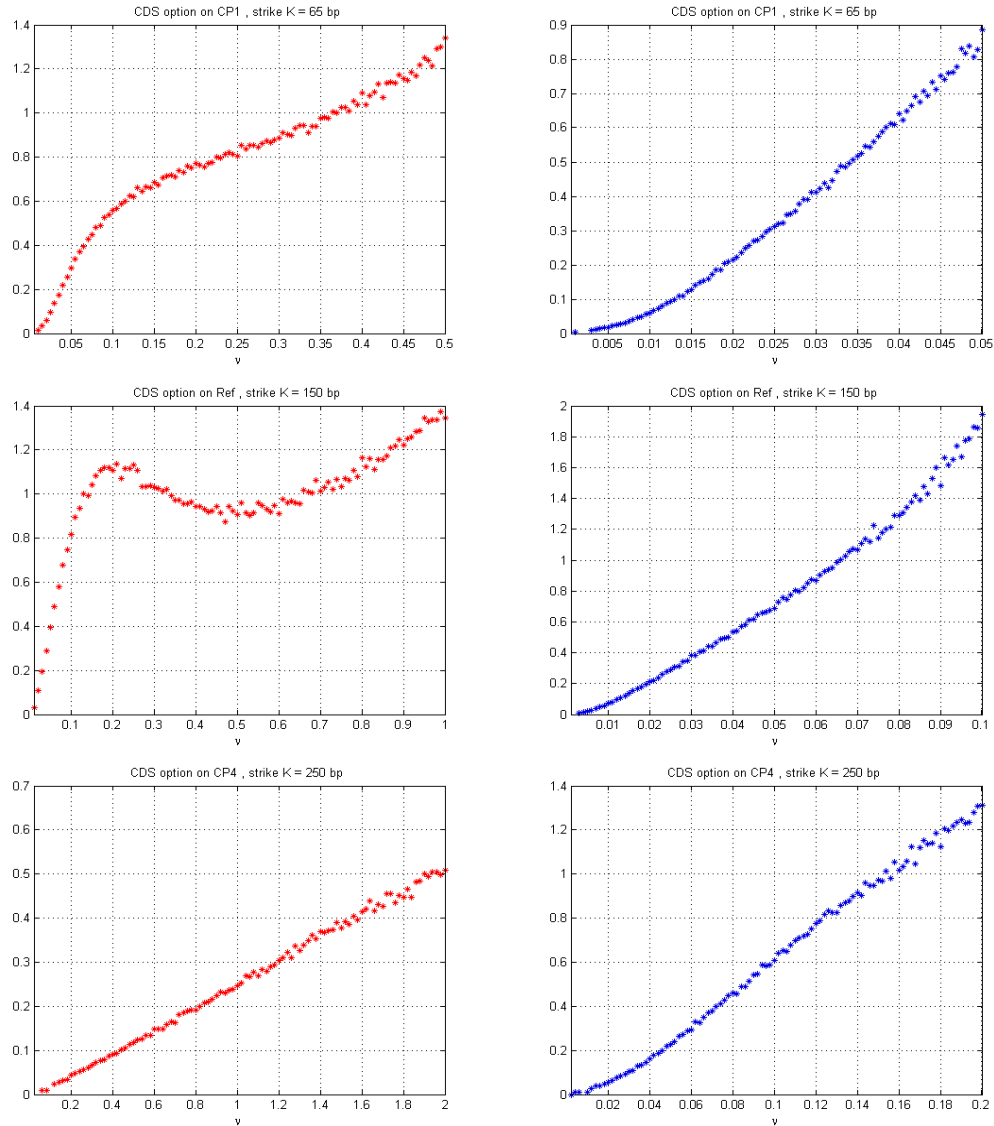 CDS option on CP1 , strike K = 65 bp
1.4
1.2
1
0.8
0.6
0.4
0.2
0
0.05 0.1 0.15 0.2 0.25 0.3 0.35 0.4 0.45 0.5
ν
CDS option on CP1 , strike K = 65 bp
0.9
0.8
0.7
0.6
0.5
0.4
0.3
0.2
0.1
0
0.005 0.01 0.015 0.02 0.025 0.03 0.035 0.04 0.045 0.05
ν
CDS option on Ref , strike K = 150 bp
1.4
1.2
1
0.8
0.6
0.4
0.2
0
0.1 0.2 0.3 0.4 0.5 0.6 0.7 0.8 0.9 1
ν
CDS option on Ref , strike K = 150 bp
2
1.8
1.6
1.4
1.2
1
0.8
0.6
0.4
0.2
0
0.01 0.02 0.03 0.04 0.05 0.06 0.07 0.08 0.09 0.1
ν
CDS option on CP4 , strike K = 250 bp
0.7
0.6
0.5
0.4
0.3
0.2
0.1
0
0.2 0.4 0.6 0.8 1 1.2 1.4 1.6 1.8 2
ν
CDS option on CP4 , strike K = 250 bp
1.4
1.2
1
0.8
0.6
0.4
0.2
0
0.02 0.04 0.06 0.08 0.1 0.12 0.14 0.16 0.18 0.2
ν